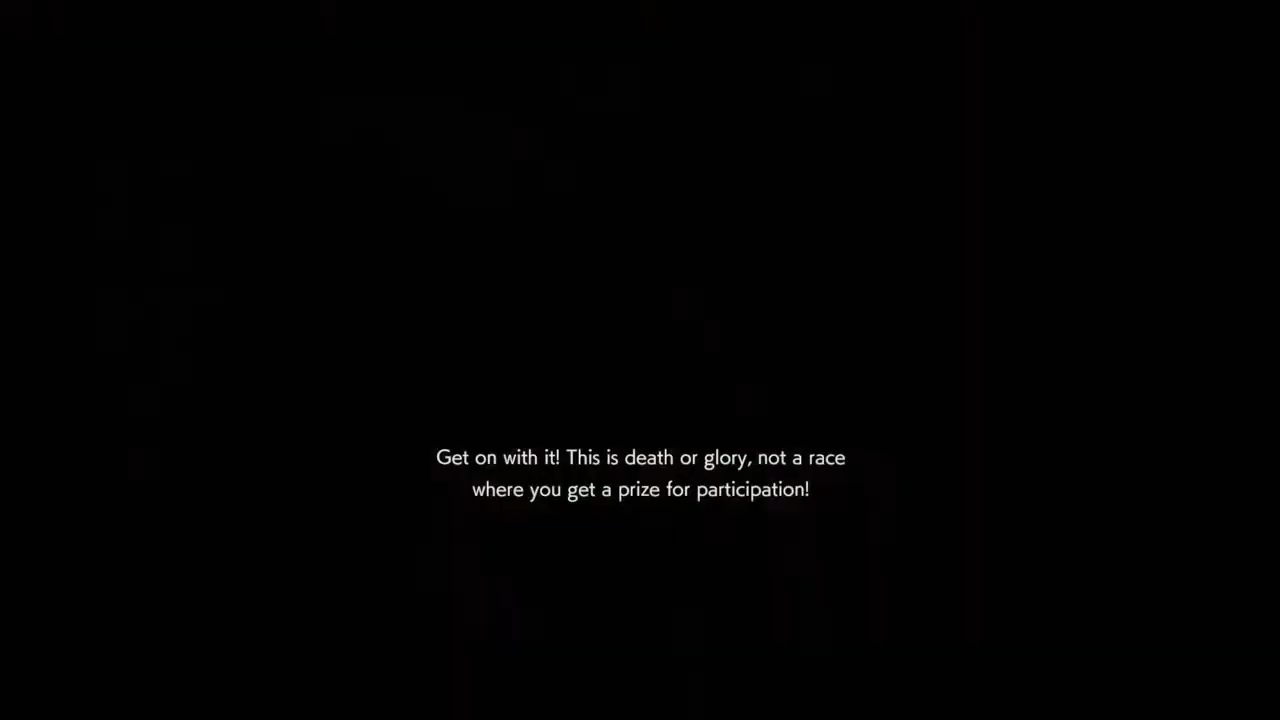 Get on with it! This is death or glory, not a race
where you get a prize for participation!